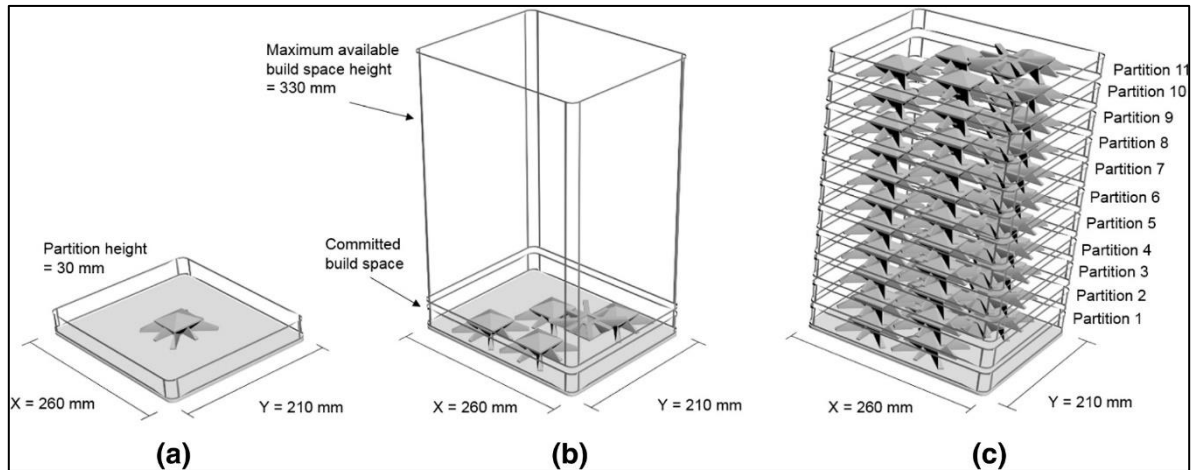 Partition height
= 30 mm
X = 260 mm
Y = 210 mm
(a)
Maximum available
build space height
= 330 mm
Committed
build space
X = 260 mm
Y = 210 mm
(b)
Partition 11
Partition 10
Partition 9
Partition 8
Partition 7
Partition 6
Partition 5
Partition 4
Partition 3
Partition 2
Partition 1
X = 260 mm
Y = 210 mm
(c)